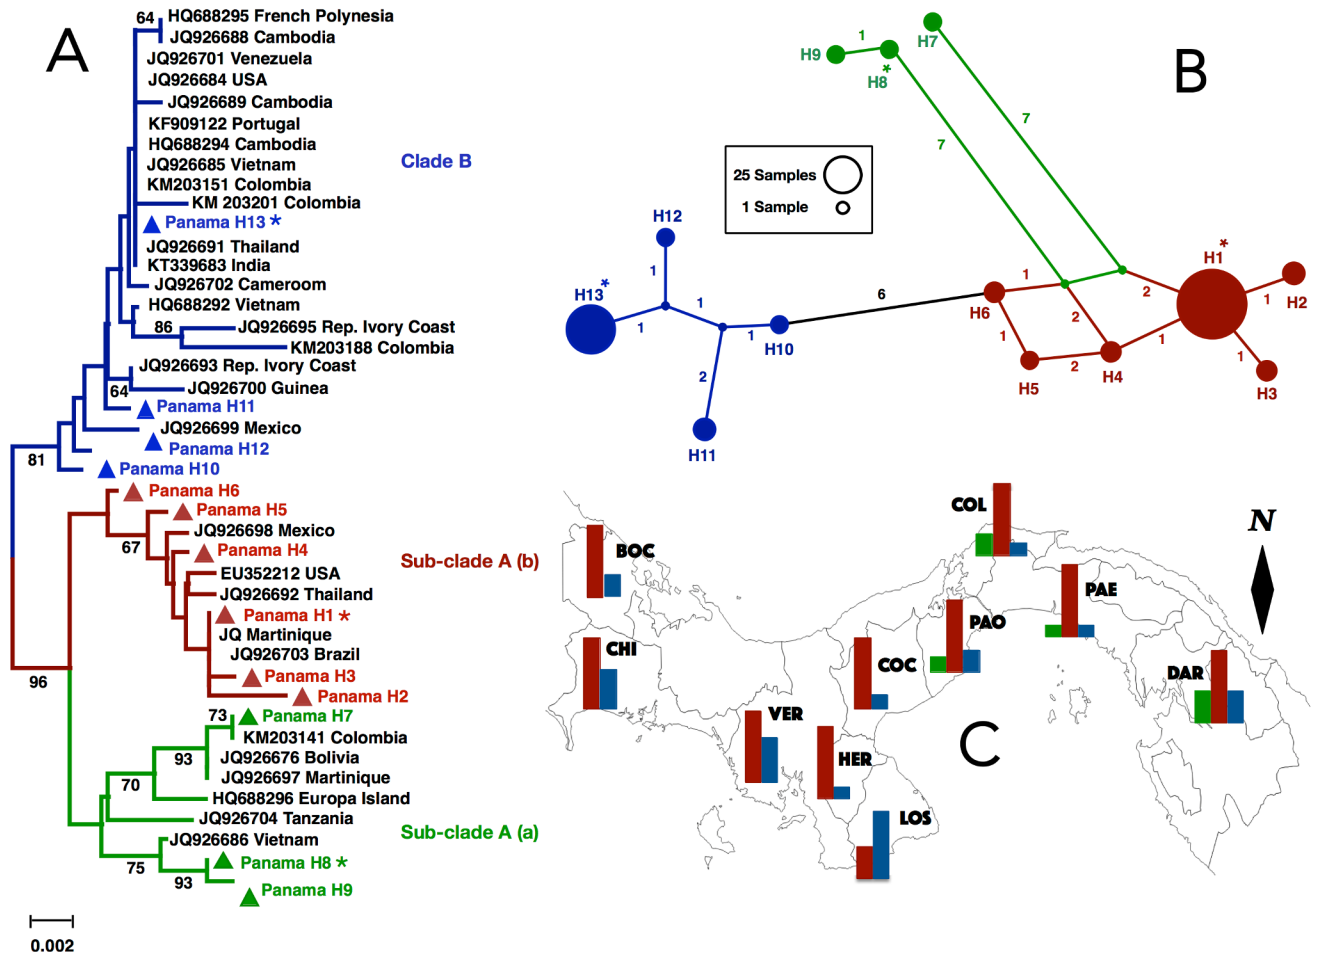 A
64
HQ688295 French Polynesia
JQ926688 Cambodia
JQ926701 Venezuela
JQ926684 USA
JQ926689 Cambodia
KF909122 Portugal
HQ688294 Cambodia
JQ926685 Vietnam
KM203151 Colombia
KM 203201 Colombia
Panama H13 *
JQ926691 Thailand
KT339683 India
JQ926702 Cameroom
HQ688292 Vietnam
86
JQ926695 Rep. Ivory Coast
KM203188 Colombia
JQ926693 Rep. Ivory Coast
64
JQ926700 Guinea
Panama H11
JQ926699 Mexico
Panama H12
81
Panama H10
Panama H6
Panama H5
JQ926698 Mexico
67
Panama H4
EU352212 USA
JQ926692 Thailand
Panama H1 *
JQ Martinique
JQ926703 Brazil
96
Panama H3
Panama H2
73
Panama H7
KM203141 Colombia
93
JQ926676 Bolivia
JQ926697 Martinique
70
HQ688296 Europa Island
JQ926704 Tanzania
JQ926686 Vietnam
75
Panama H8 *
93
Panama H9
0.002
Clade B
Sub-clade A (b)
Sub-clade A (a)
B
H9
1
H8
*
H7
7
7
25 Samples
1 Sample
H12
1
H13 *
1
1
1
H10
2
H11
6
H6
1
1
H5
2
2
H4
1
2
H1
*
1
H2
1
H3
C
N
BOC
CHI
VER
HER
LOS
COC
COL
PAO
PAE
DAR